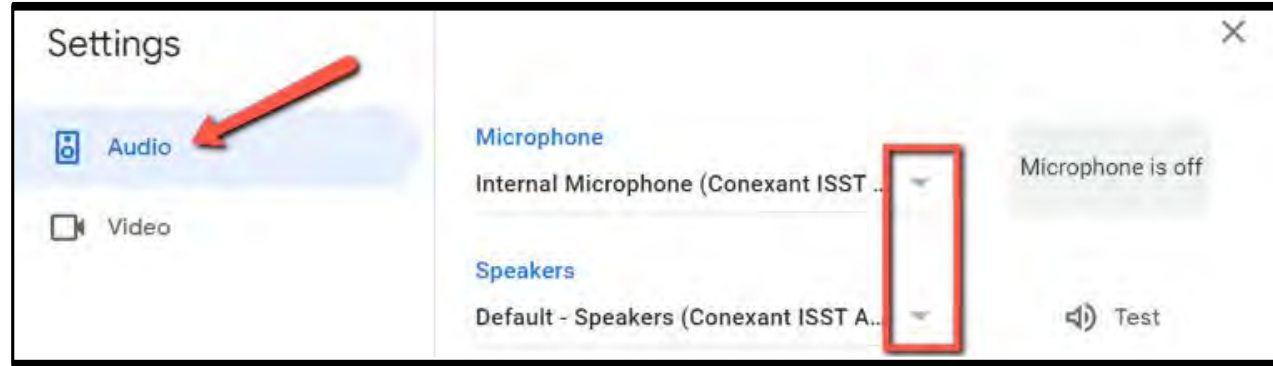 Settings
Audio
Video
Microphone
Internal Microphone (Conexant ISST ..
Microphone is off
Speakers
Default - Speakers (Conexant ISST A..
Test